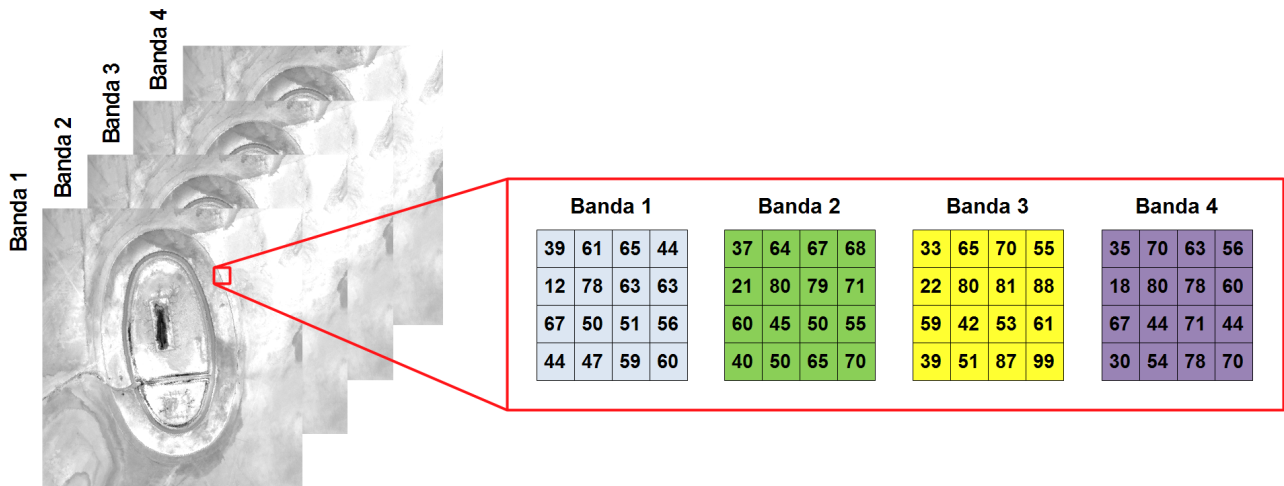 Banda 1
Banda 2
Banda 3
Banda 4
Banda 1
39 61 65 44
12 78 63 63
67 50 51 56
44 47 59 60
Banda 2
37 64 67 68
21 80 79 71
60 45 50 55
40 50 65 70
Banda 3
33 65 70 55
22 80 81 88
59 42 53 61
39 51 87 99
Banda 4
35 70 63 56
18 80 78 60
67 44 71 44
30 54 78 70